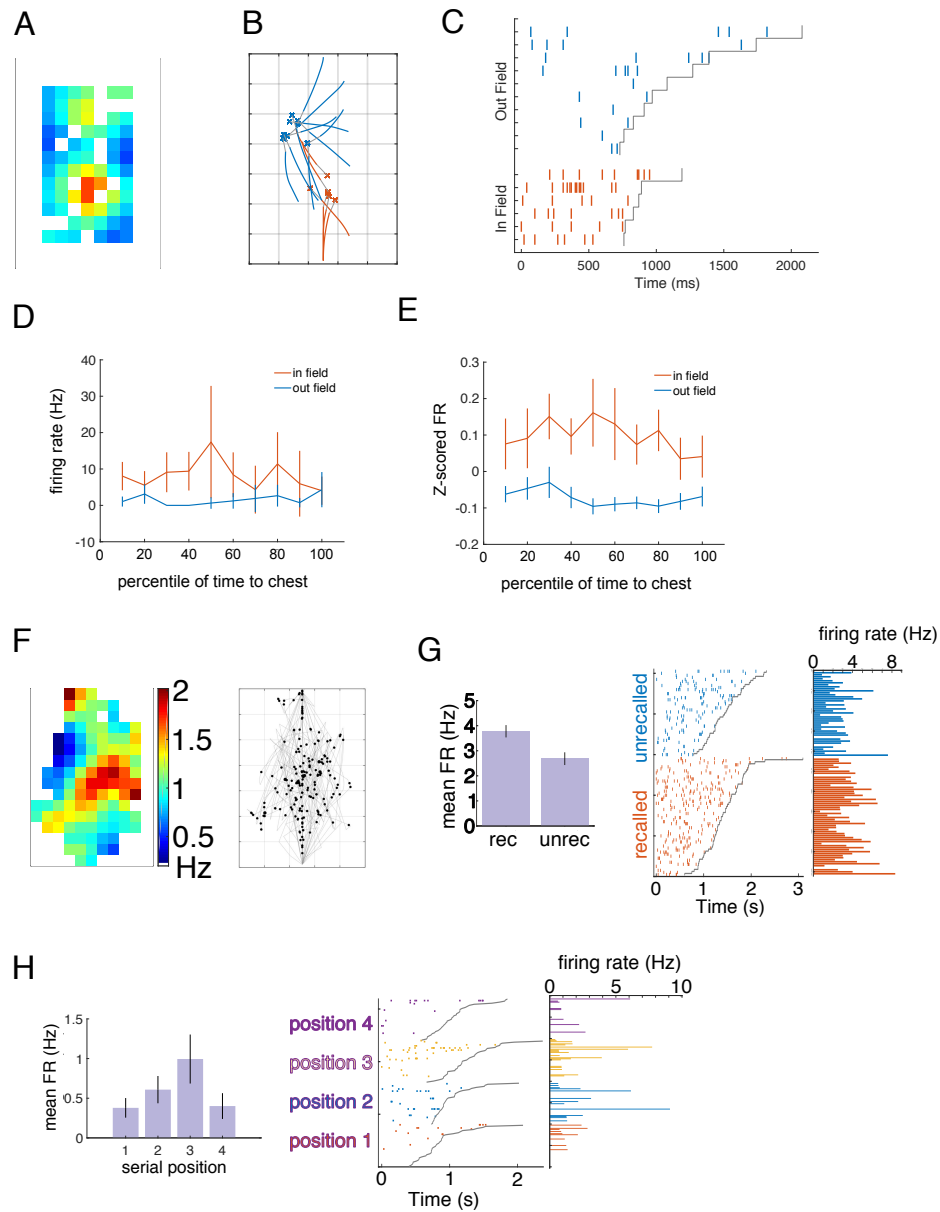 A
B
C
Out Field
In Field
0
500
1000
1500
2000
Time (ms)
D
40
30
20
10
0
-10
firing rate (Hz)
in field
out field
0
20
40
60
80
100
percentile of time to chest
E
0.3
0.2
0.1
0
-0.1
-0.2
Z-scored FR
in field
out field
0
20
40
60
80
100
percentile of time to chest
F
2
1.5
1
0.5
Hz
G
5
4
3
2
1
0
mean FR (Hz)
rec
unrec
unrecalled
recalled
0
1
2
3
Time (s)
firing rate (Hz)
0
4
8
H
1.5
1
0.5
0
mean FR (Hz)
1
2
3
4
serial position
position 4
position 3
position 2
position 1
0
1
2
Time (s)
firing rate (Hz)
0
5
10